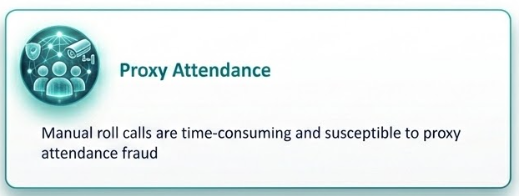 Proxy Attendance
Manual roll calls are time-consuming and susceptible to proxy
attendance fraud